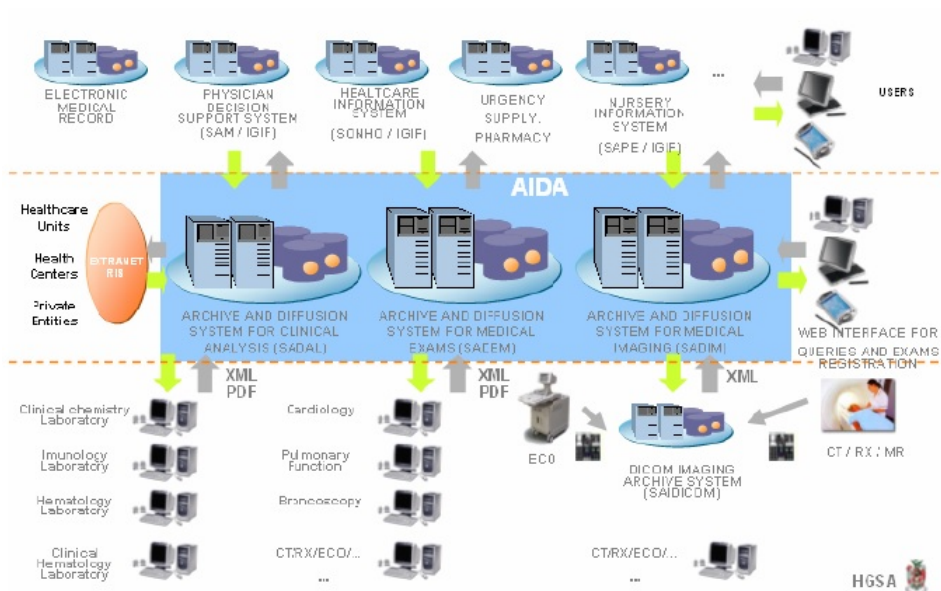 ELECTRONIC
MEDICAL
RECORD
PHYSICIAN
DECISION
SUPPORT SYSTEM
(SAM / IGIF)
HEALTHCARE
INFORMATION
SYSTEM
(SONHO / IGIF)
URGENCY
SUPPLY,
PHARMACY
NURSERY
INFORMATION
SYSTEM
(SAPE / IGIF)
...
USERS
AIDA
Healthcare
Units
Health
Centers
Private
Entities
EXTRANET
RIS
ARCHIVE AND DIFFUSION
SYSTEM FOR CLINICAL
ANALYSIS (SADAL)
ARCHIVE AND DIFFUSION
SYSTEM FOR MEDICAL
EXAMS (SADEM)
ARCHIVE AND DIFFUSION
SYSTEM FOR MEDICAL
IMAGING (SADIM)
WEB INTERFACE FOR
QUERIES AND EXAMS
REGISTRATION
XML
PDF
XML
PDF
XML
Clinical chemistry
Laboratory
Imunology
Laboratory
Hematology
Laboratory
Clinical
Hematology
Laboratory
Cardiology
Pulmonary
Function
Broncoscopy
CT/RX/ECO/...
...
ECO
DICOM IMAGING
ARCHIVE SYSTEM
(SAIDICOM)
CT / RX / MR
CT/RX/ECO/...
...
HGSA